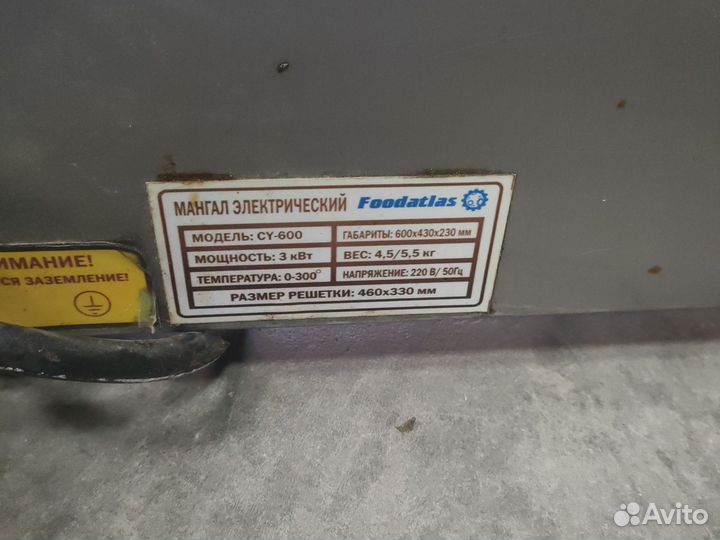 МАНГАЛ ЭЛЕКТРИЧЕСКИЙ Foodatlas
МОДЕЛЬ: CY-600
ГАБАРИТЫ: 600х430х230 мм
МОЩНОСТЬ: 3 кВт
ВЕС: 4,5/5,5 кг
ТЕМПЕРАТУРА: 0-300°
НАПРЯЖЕНИЕ: 220 В/ 50Гц
РАЗМЕР РЕШЕТКИ: 460х330 мм
НИМАНИЕ!
СЯ ЗАЗЕМЛЕНИЕ!
Avito